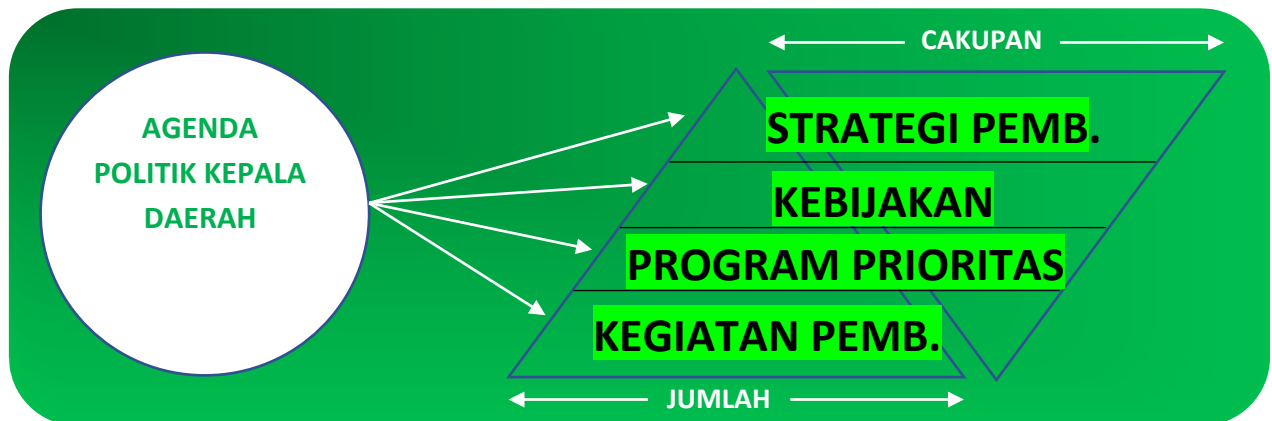 CAKUPAN
AGENDA
POLITIK KEPALA
DAERAH
STRATEGI PEMB.
KEBIJAKAN
PROGRAM PRIORITAS
KEGIATAN PEMB.
JUMLAH